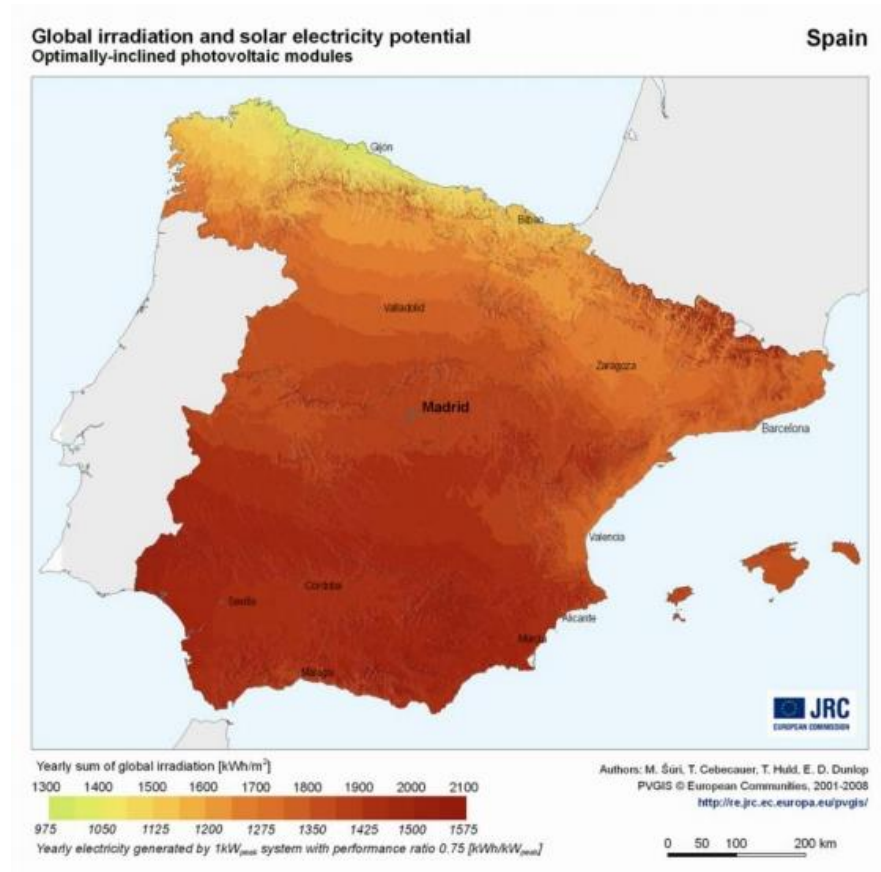 Global irradiation and solar electricity potential
Optimally-inclined photovoltaic modules
Spain
Gijon
Bilbao
Valladolid
Zaragoza
Madrid
Barcelona
Valencia
Cordoba
Sevilla
Alicante
Murcia
Malaga
JRC
EUROPEAN COMMISSION
Yearly sum of global irradiation [kWh/m²]
1300 1400 1500 1600 1700 1800 1900 2000 2100
975 1050 1125 1200 1275 1350 1425 1500 1575
Yearly electricity generated by 1kWpeak system with performance ratio 0.75 [kWh/kWpeak]
Authors: M. Šúri, T. Cebecauer, T. Huld, E. D. Dunlop
PVGIS © European Communities, 2001-2008
http://re.jrc.ec.europa.eu/pvgis/
0 50 100 200 km